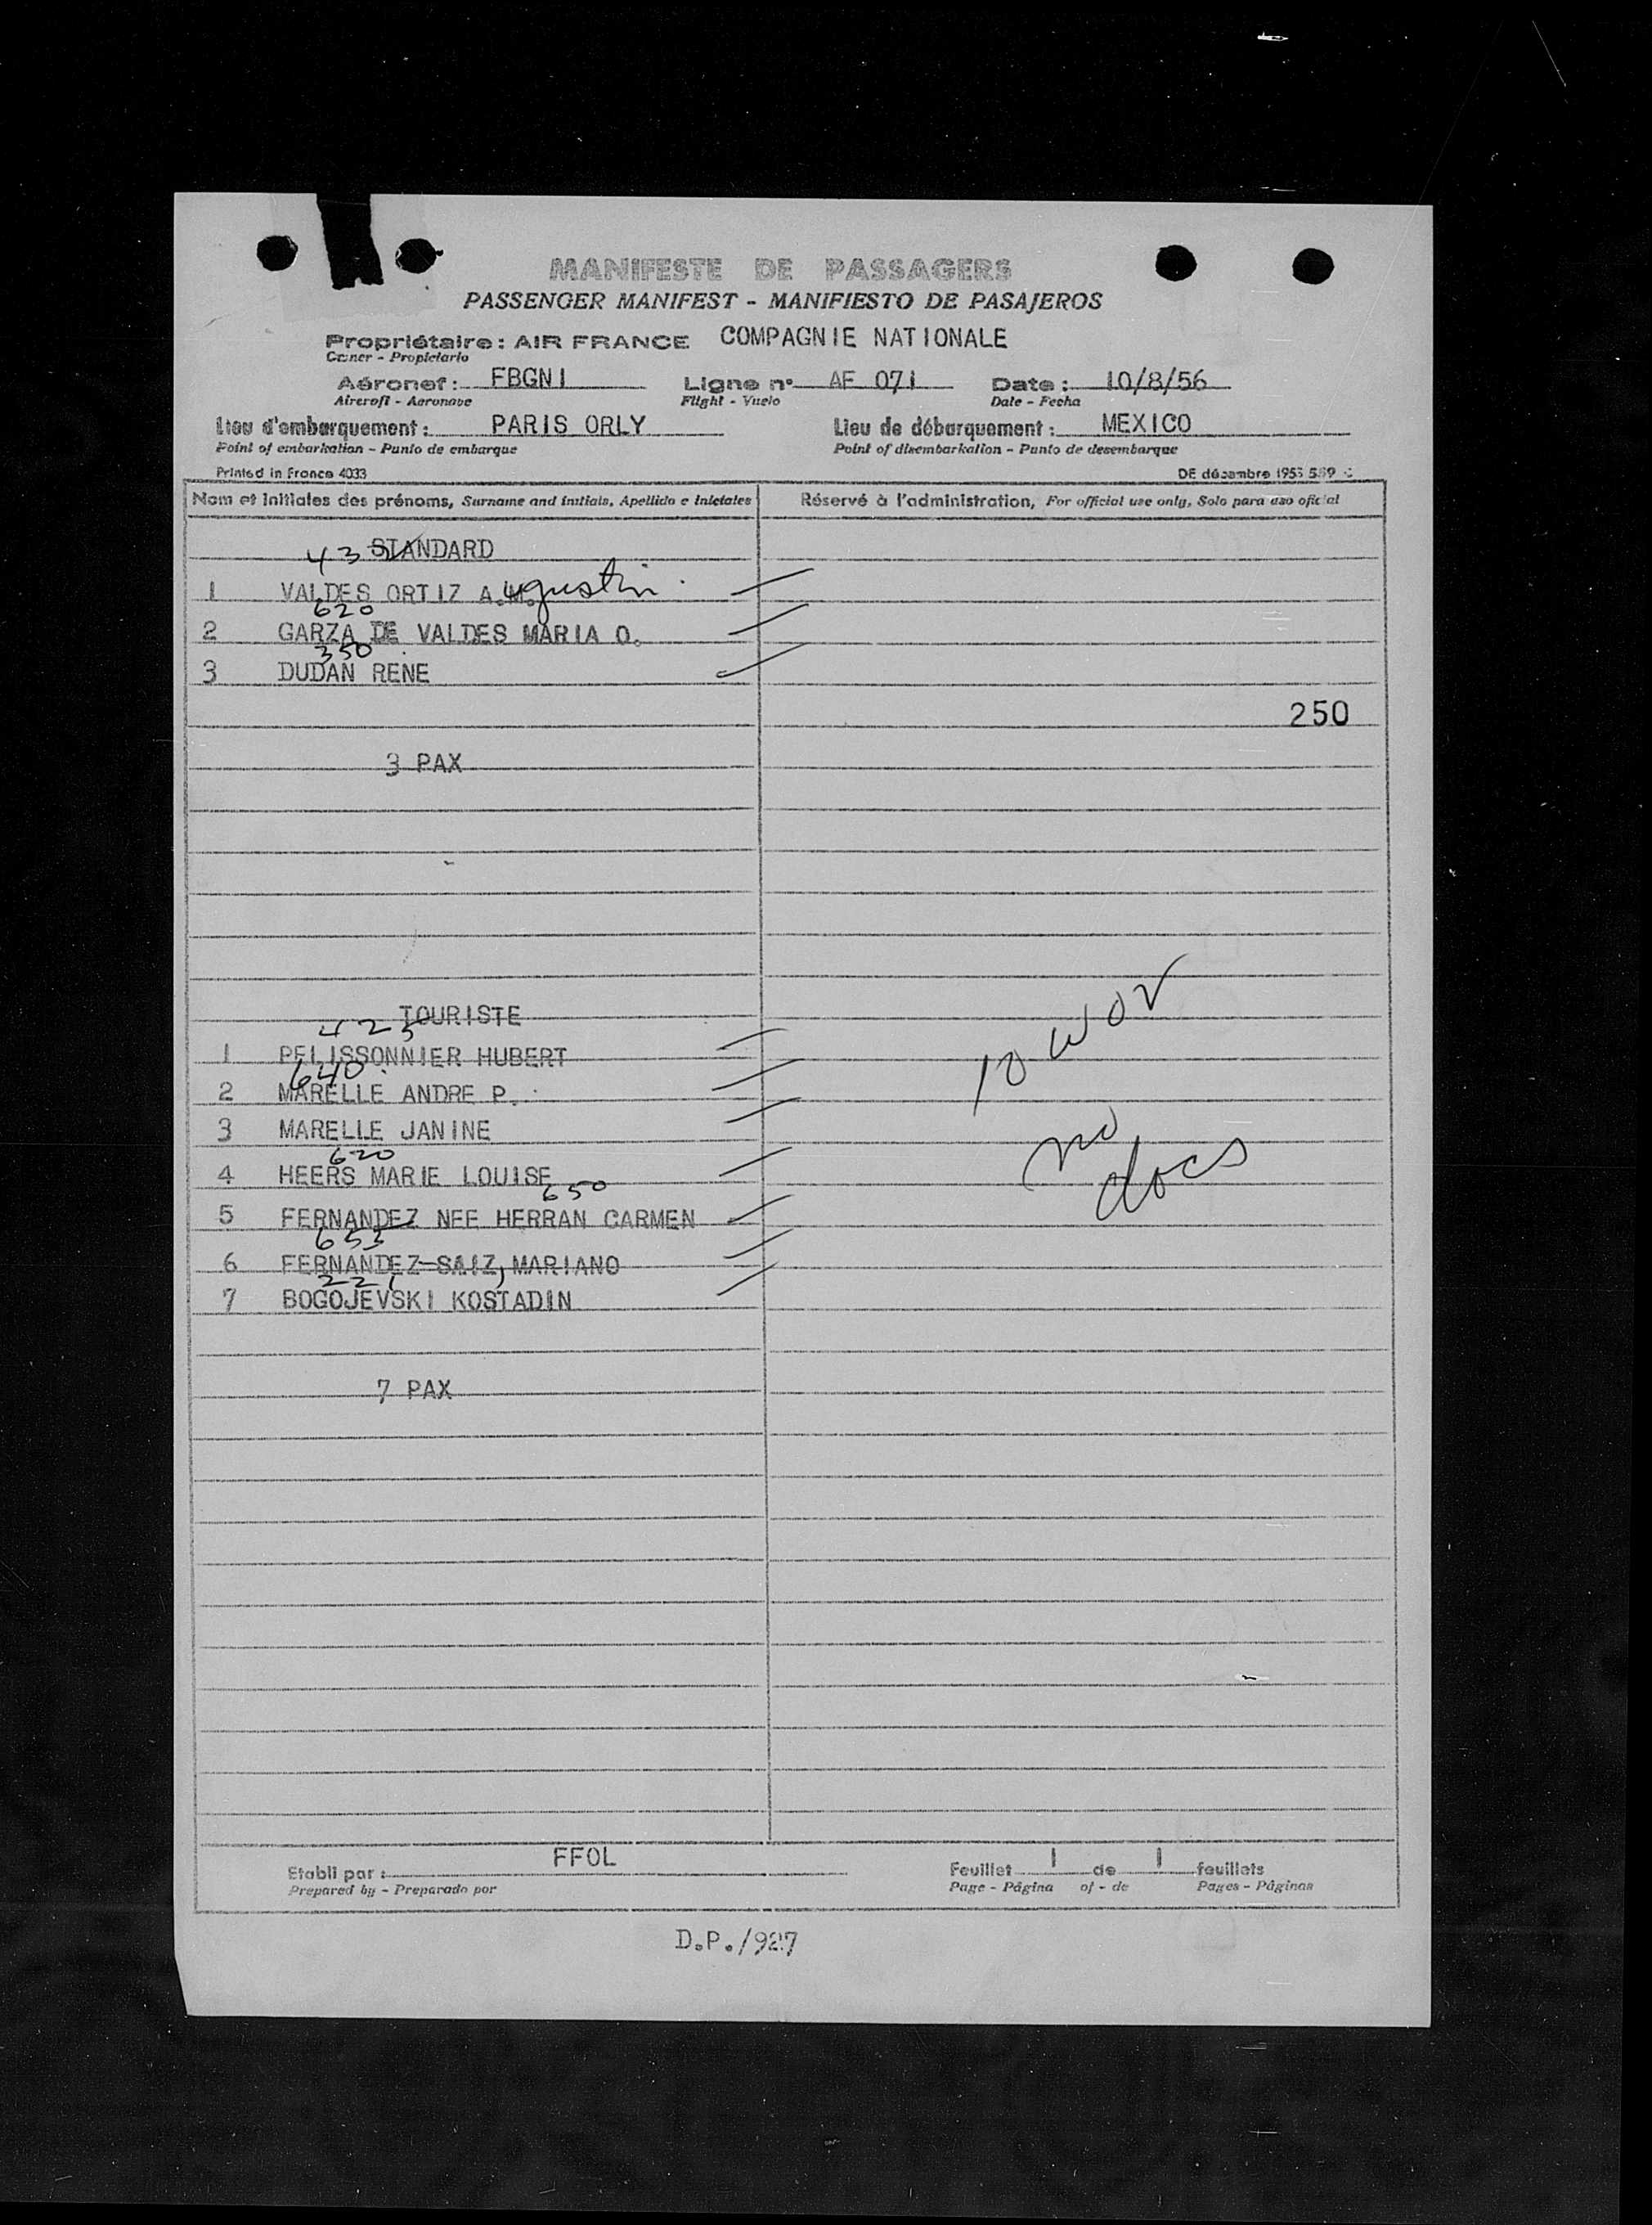 MANIFESTE DE PASSAGERS
PASSENGER MANIFEST - MANIFIESTO DE PASAJEROS
Propriétaire : AIR FRANCE COMPAGNIE NATIONALE
Owner - Propietario
Aéronef : FBGNI Ligne n° AF 071 Date : 10/8/56
Aircraft - Aeronave Flight - Vuelo Date - Fecha
Lieu d'embarquement : PARIS ORLY Lieu de débarquement : MEXICO
Point of embarkation - Punto de embarque Point of disembarkation - Punto de desembarque
Printed in France 4033 DE décembre 1953
Nom et Initiales des prénoms, Surname and initials, Apellido e Iniciales Réservé à l'administration, For official use only, Solo para uso oficial
43 STANDARD
1 VALDES ORTIZ A.M. Agustin
620
2 GARZA DE VALDES MARIA O.
350
3 DUDAN RENE
250
3 PAX
TOURISTE
423
1 PELISSONNIER HUBERT
10 WOV
640
2 MARELLE ANDRE P.
3 MARELLE JANINE
no
docs
620
4 HEERS MARIE LOUISE
650
5 FERNANDEZ NEE HERRAN CARMEN
653
6 FERNANDEZ-SAIZ, MARIANO
221
7 BOGOJEVSKI KOSTADIN
7 PAX
Etabli par : FFOL Feuillet 1 de 1 feuillets
Prepared by - Preparado por Page - Página of - de Pages - Páginas
D.P./927